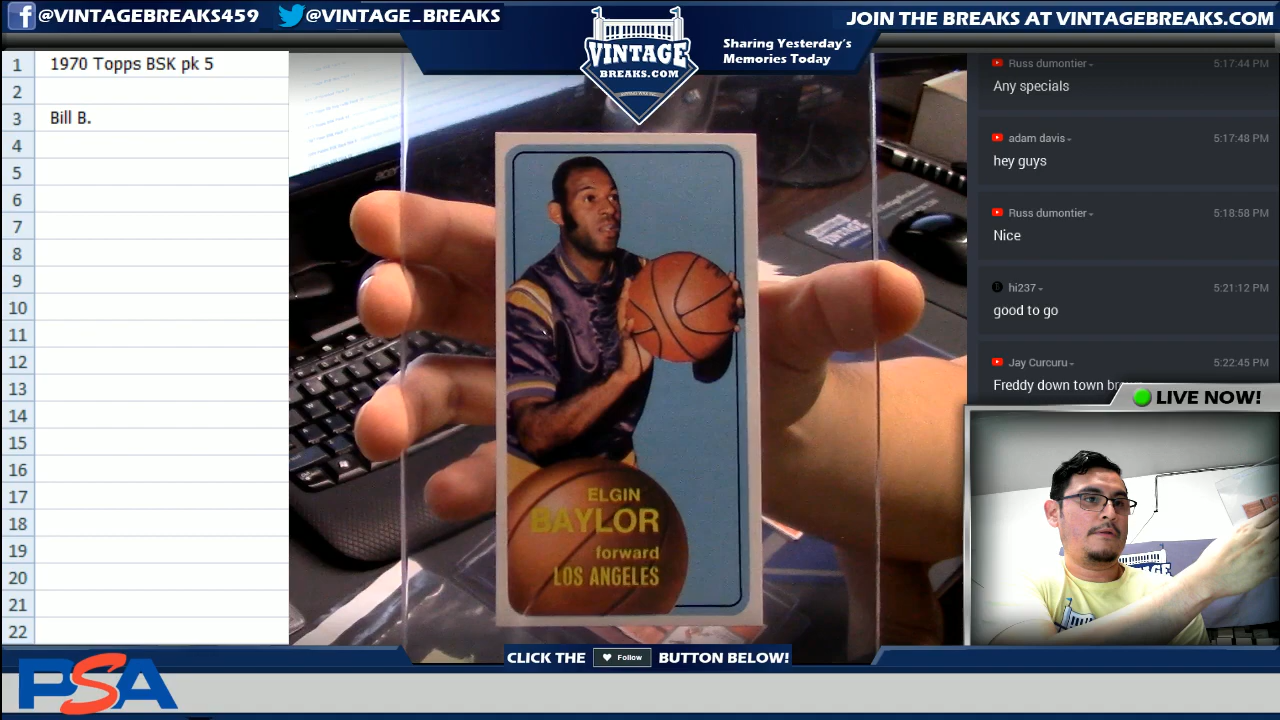 @VINTAGEBREAKS459
@VINTAGE_BREAKS
VINTAGE
BREAKS.COM
Sharing Yesterday's
Memories Today
JOIN THE BREAKS AT VINTAGEBREAKS.COM
1 1970 Topps BSK pk 5
2
3 Bill B.
4
5
6
7
8
9
10
11
12
13
14
15
16
17
18
19
20
21
22
acer
ELGIN
BAYLOR
forward
LOS ANGELES
Russ dumontier 5:17:44 PM
Any specials
adam davis 5:17:48 PM
hey guys
Russ dumontier 5:18:58 PM
Nice
hi237 5:21:12 PM
good to go
Jay Curcuru 5:22:45 PM
Freddy down town
LIVE NOW!
CLICK THE Follow BUTTON BELOW!
PSA